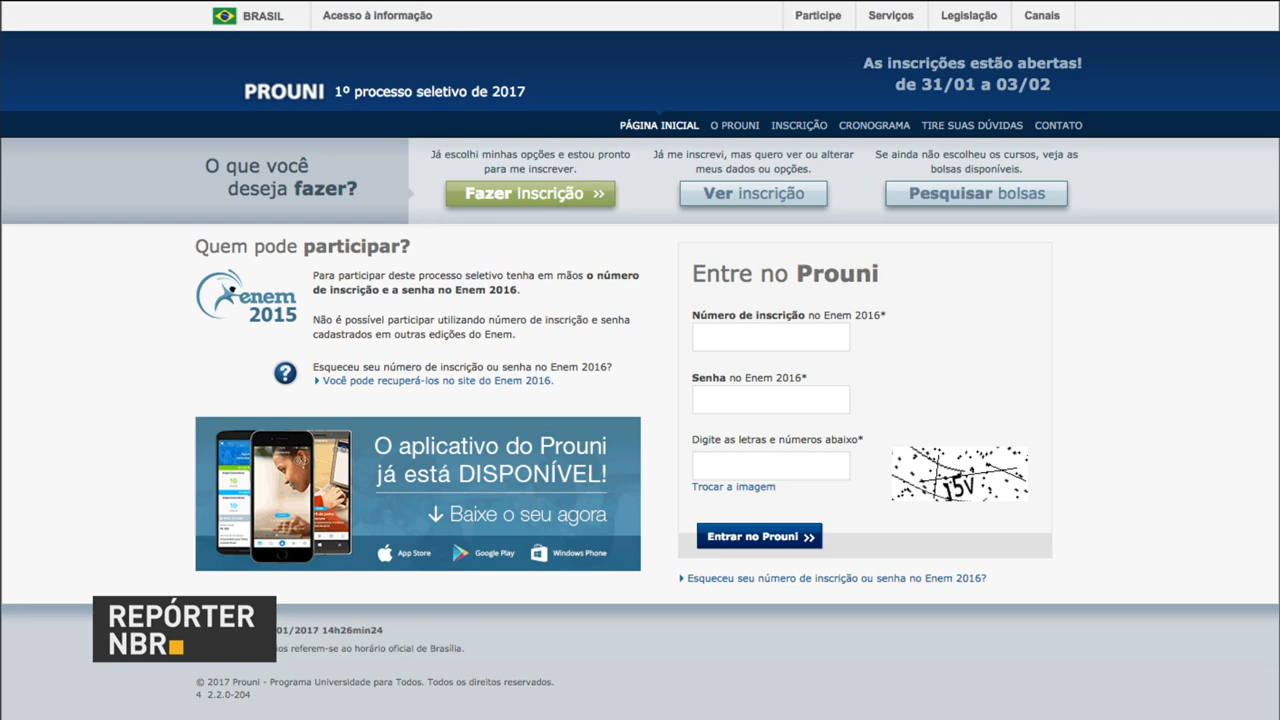 BRASIL
Acesso à informação
Participe
Serviços
Legislação
Canais
PROUNI 1º processo seletivo de 2017
As inscrições estão abertas!
de 31/01 a 03/02
PÁGINA INICIAL
O PROUNI
INSCRIÇÃO
CRONOGRAMA
TIRE SUAS DÚVIDAS
CONTATO
O que você
deseja fazer?
Já escolhi minhas opções e estou pronto
para me inscrever.
Fazer inscrição »
Já me inscrevi, mas quero ver ou alterar
meus dados ou opções.
Ver inscrição
Se ainda não escolheu os cursos, veja as
bolsas disponíveis.
Pesquisar bolsas
Quem pode participar?
enem
2015
Para participar deste processo seletivo tenha em mãos o número
de inscrição e a senha no Enem 2016.
Não é possível participar utilizando número de inscrição e senha
cadastrados em outras edições do Enem.
?
Esqueceu seu número de inscrição ou senha no Enem 2016?
Você pode recuperá-los no site do Enem 2016.
O aplicativo do Prouni
já está DISPONÍVEL!
Baixe o seu agora
App Store
Google Play
Windows Phone
Entre no Prouni
Número de inscrição no Enem 2016*
Senha no Enem 2016*
Digite as letras e números abaixo*
Trocar a imagem
j5v
Entrar no Prouni »
Esqueceu seu número de inscrição ou senha no Enem 2016?
REPÓRTER
NBR
01/2017 14h26min24
referem-se ao horário oficial de Brasília.
© 2017 Prouni - Programa Universidade para Todos. Todos os direitos reservados.
4 2.2.0-204